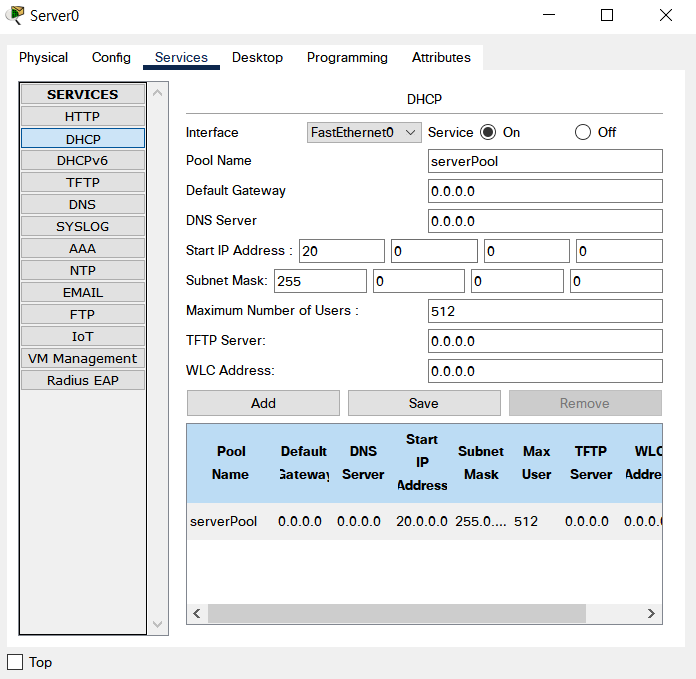 Server0
Physical Config Services Desktop Programming Attributes
SERVICES
HTTP
DHCP
DHCPv6
TFTP
DNS
SYSLOG
AAA
NTP
EMAIL
FTP
IoT
VM Management
Radius EAP
DHCP
Interface FastEthernet0 Service On Off
Pool Name serverPool
Default Gateway 0.0.0.0
DNS Server 0.0.0.0
Start IP Address : 20 0 0 0
Subnet Mask: 255 0 0 0
Maximum Number of Users : 512
TFTP Server: 0.0.0.0
WLC Address: 0.0.0.0
Add Save Remove
Pool Name Default Gateway DNS Server Start IP Address Subnet Mask Max User TFTP Server WLC Addre
serverPool 0.0.0.0 0.0.0.0 20.0.0.0 255.0.... 512 0.0.0.0 0.0.0.
Top